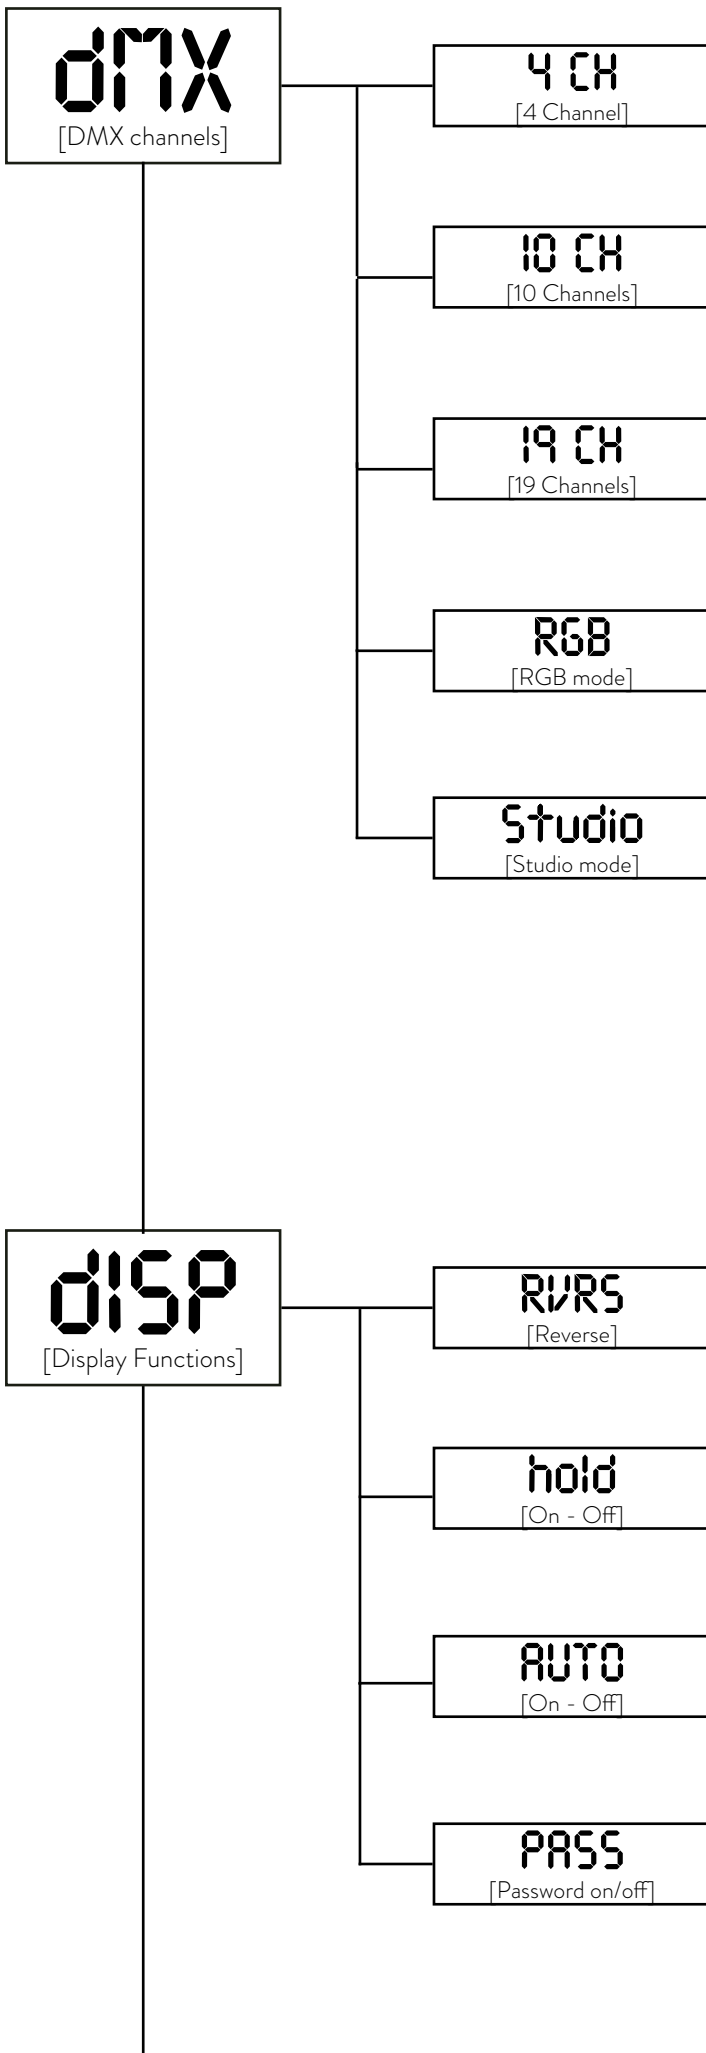 dMX
[DMX channels]
4 CH
[4 Channel]
10 CH
[10 Channels]
19 CH
[19 Channels]
RGB
[RGB mode]
Studio
[Studio mode]
dISP
[Display Functions]
RVRS
[Reverse]
hold
[On - Off]
AUTO
[On - Off]
PASS
[Password on/off]